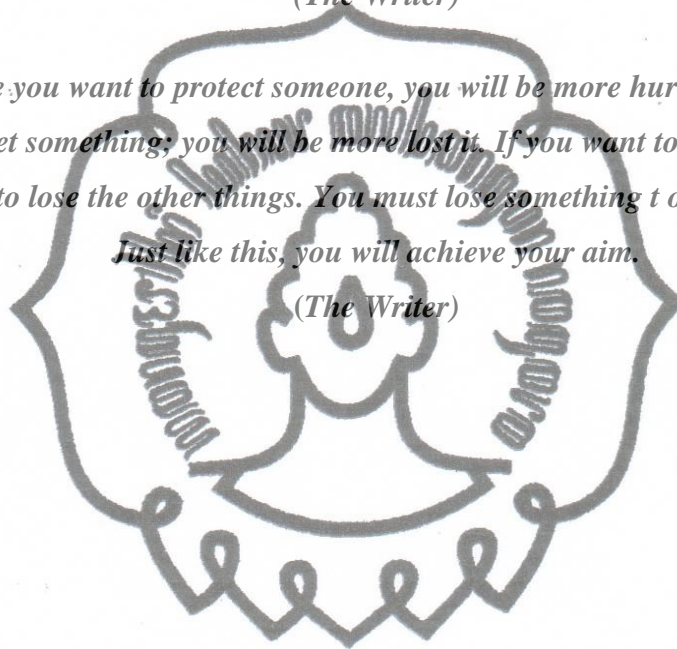 (The Writer)
you want to protect someone, you will be more hur
et something; you will be more lost it. If you want to
to lose the other things. You must lose something t o
Just like this, you will achieve your aim.
(The Writer)